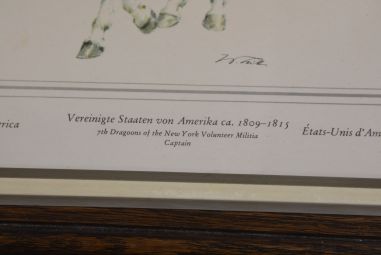 erica
Vereinigte Staaten von Amerika ca. 1809–1815
États-Unis d'Am
7th Dragoons of the New York Volunteer Militia
Captain